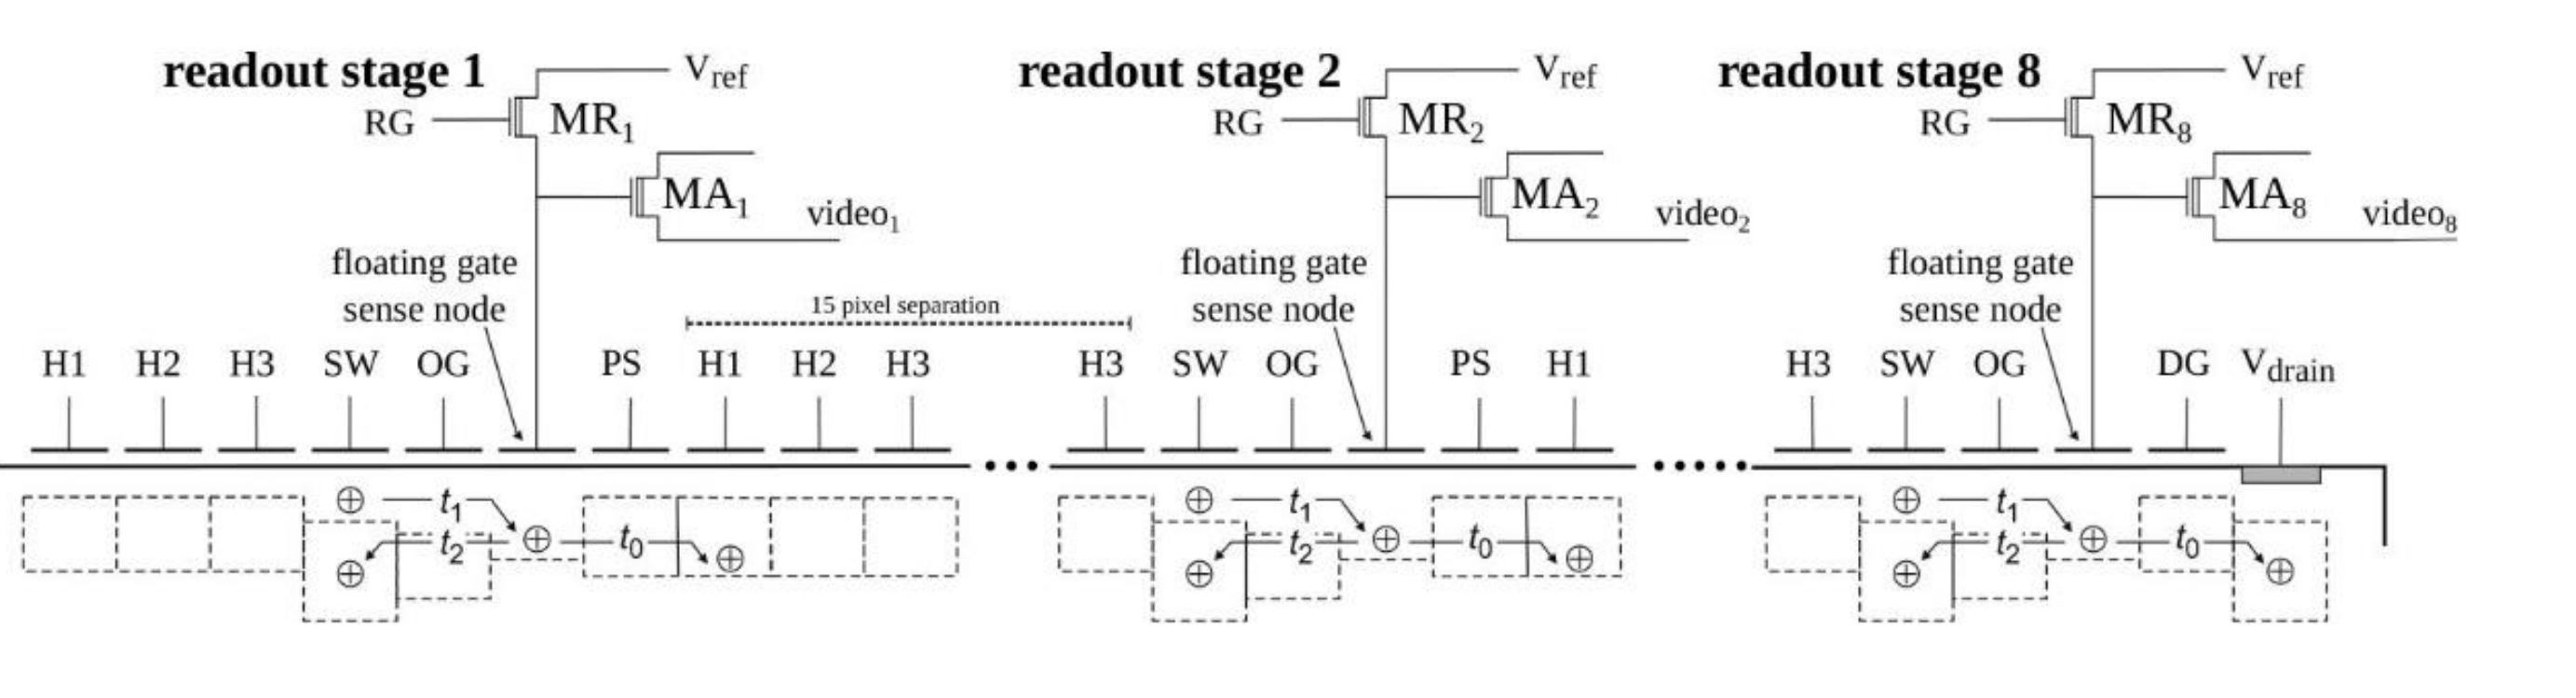 readout stage 1
V_ref
RG
MR_1
MA_1
video_1
floating gate
sense node
15 pixel separation
H1 H2 H3 SW OG PS H1 H2 H3
t_1
t_2
t_0
readout stage 2
V_ref
RG
MR_2
MA_2
video_2
floating gate
sense node
H3 SW OG PS H1
t_1
t_2
t_0
readout stage 8
V_ref
RG
MR_8
MA_8
video_8
floating gate
sense node
H3 SW OG DG V_drain
t_1
t_2
t_0